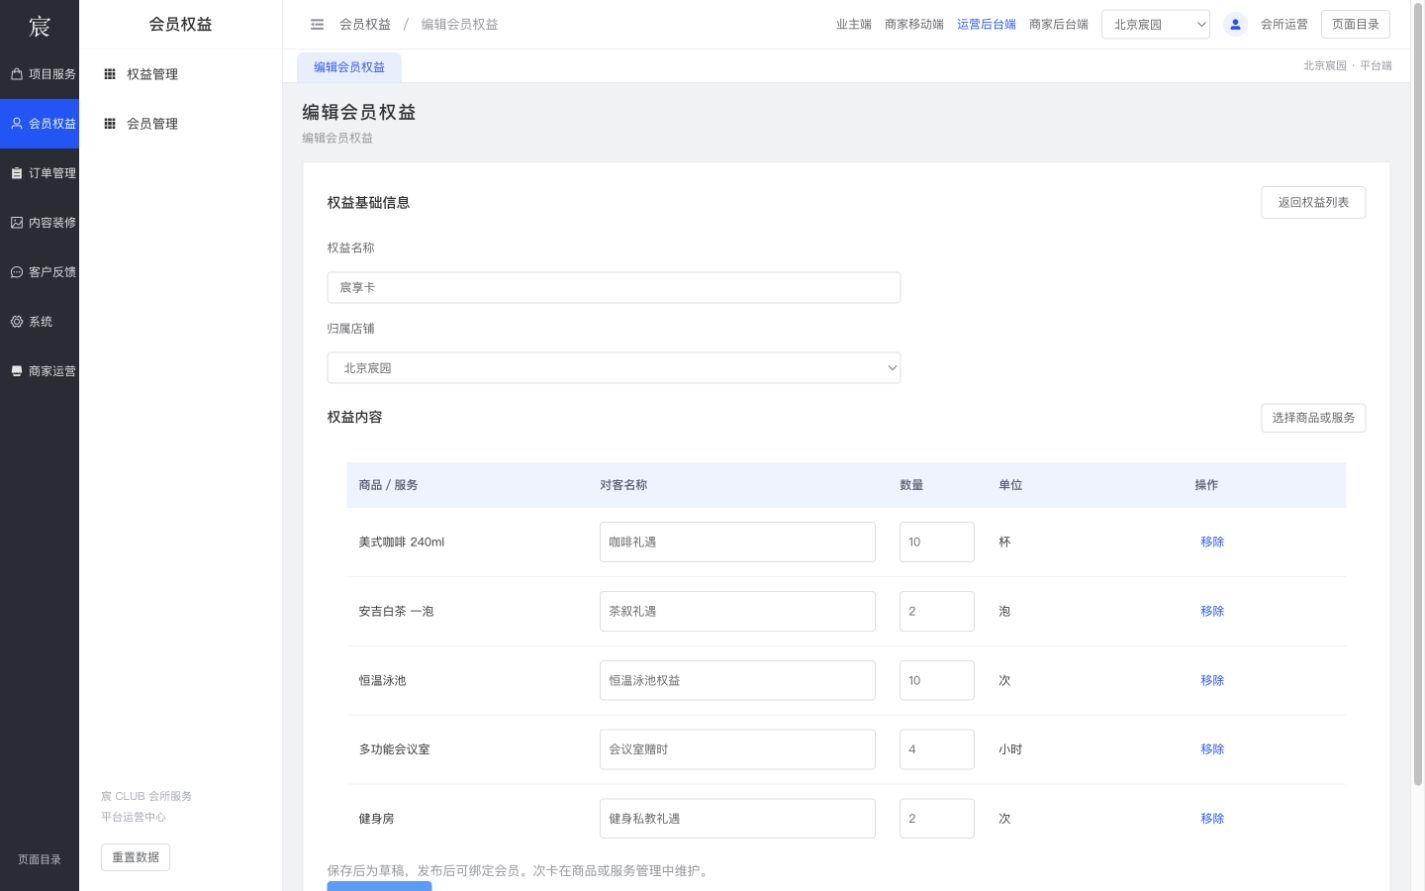 宸
项目服务
会员权益
订单管理
内容装修
客户反馈
系统
商家运营
页面目录
会员权益
权益管理
会员管理
宸 CLUB 会所服务
平台运营中心
重置数据
会员权益 / 编辑会员权益
业主端 商家移动端 运营后台端 商家后台端 北京宸园 会所运营 页面目录
编辑会员权益
北京宸园 · 平台端
编辑会员权益
编辑会员权益
权益基础信息
返回权益列表
权益名称
宸享卡
归属店铺
北京宸园
权益内容
选择商品或服务
商品 / 服务 对客名称 数量 单位 操作
美式咖啡 240ml 咖啡礼遇 10 杯 移除
安吉白茶 一泡 茶叙礼遇 2 泡 移除
恒温泳池 恒温泳池权益 10 次 移除
多功能会议室 会议室赠时 4 小时 移除
健身房 健身私教礼遇 2 次 移除
保存后为草稿，发布后可绑定会员。次卡在商品或服务管理中维护。